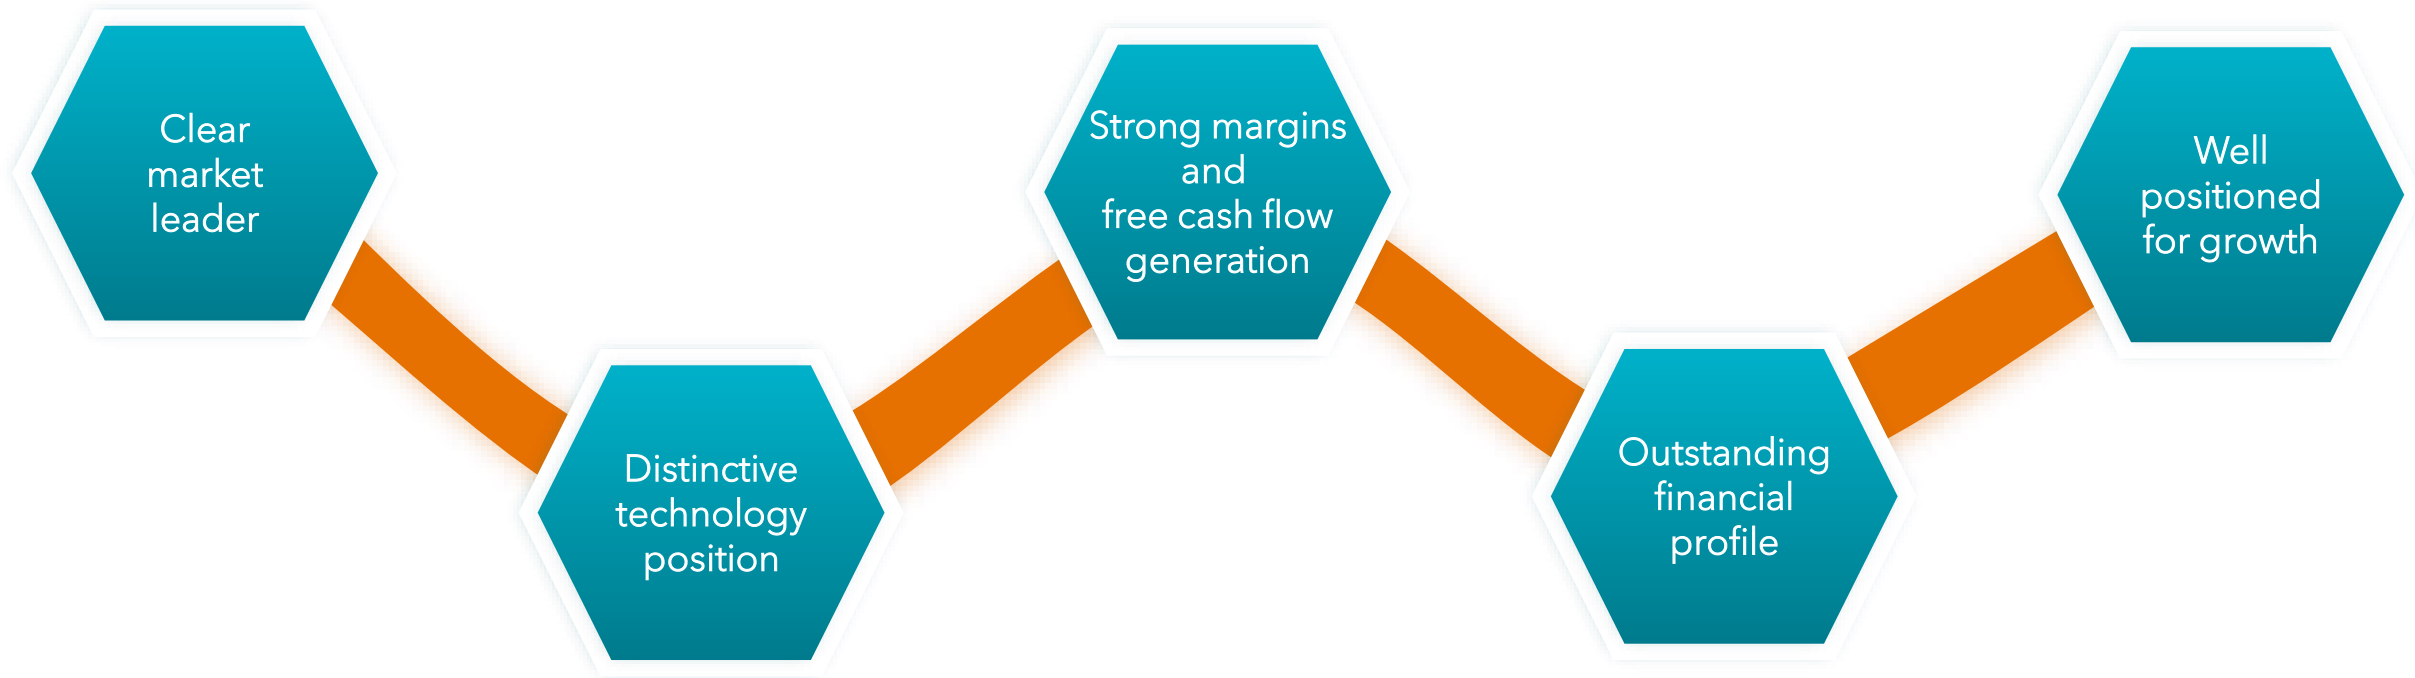 Clear
market
leader
Distinctive
technology
position
Strong margins
and
free cash flow
generation
Outstanding
financial
profile
Well
positioned
for growth